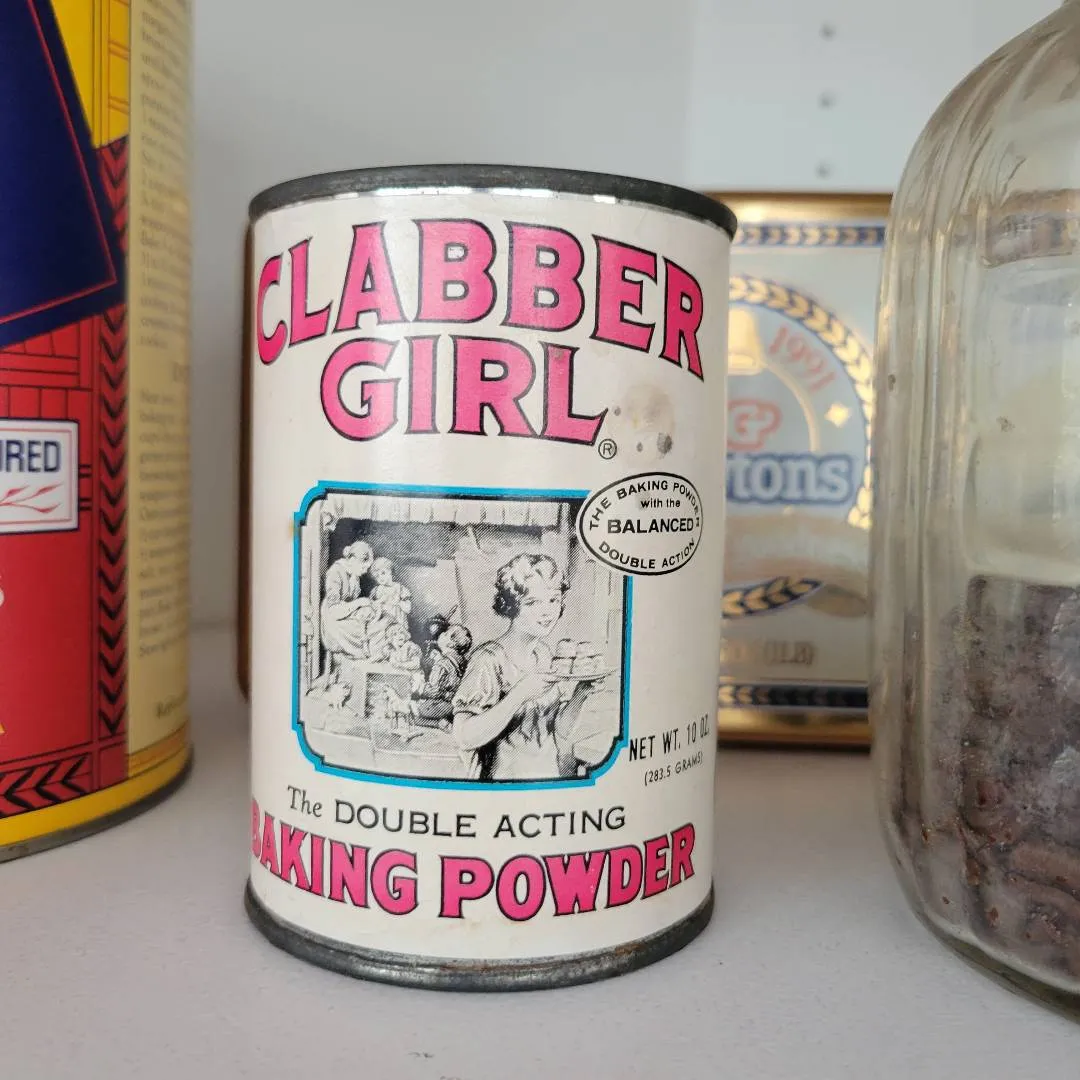 CLABBER
GIRL
®
THE BAKING POWDER
with the
BALANCED
DOUBLE ACTION
NET WT. 10 OZ.
(283.5 GRAMS)
The DOUBLE ACTING
BAKING POWDER
URED
1991
tons